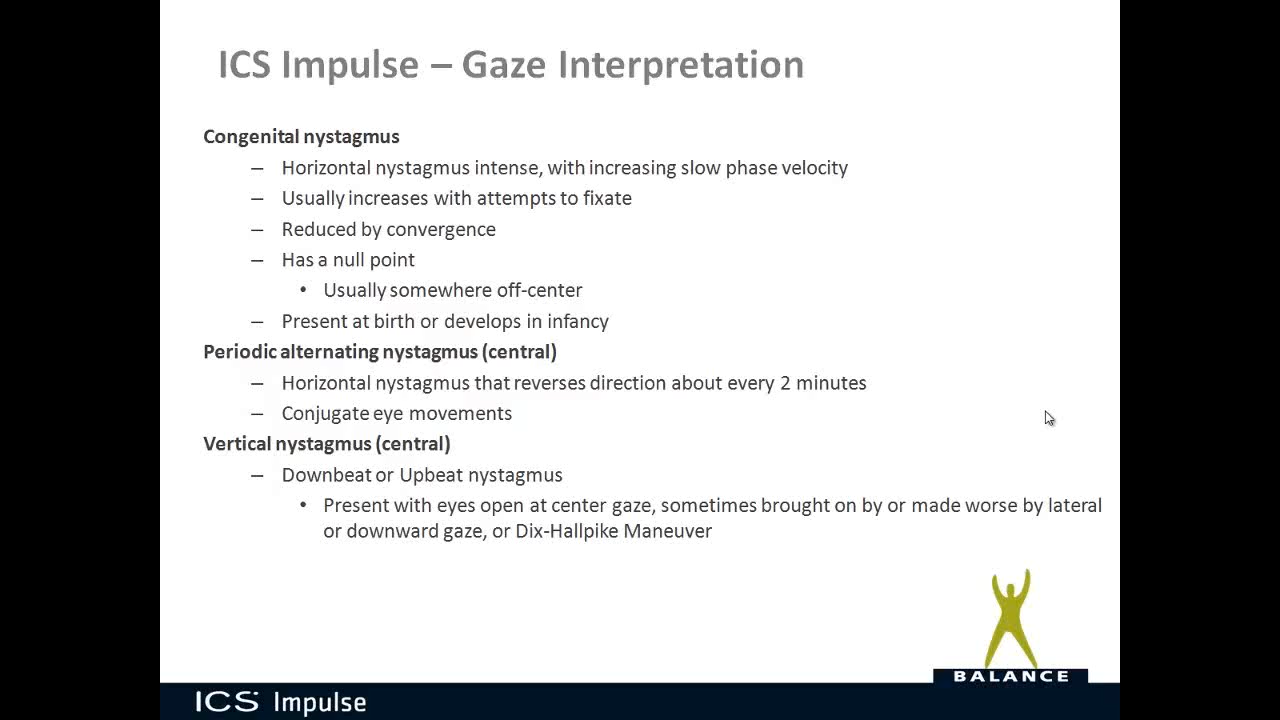 ICS Impulse – Gaze Interpretation
Congenital nystagmus
– Horizontal nystagmus intense, with increasing slow phase velocity
– Usually increases with attempts to fixate
– Reduced by convergence
– Has a null point
• Usually somewhere off-center
– Present at birth or develops in infancy
Periodic alternating nystagmus (central)
– Horizontal nystagmus that reverses direction about every 2 minutes
– Conjugate eye movements
Vertical nystagmus (central)
– Downbeat or Upbeat nystagmus
• Present with eyes open at center gaze, sometimes brought on by or made worse by lateral
or downward gaze, or Dix-Hallpike Maneuver
BALANCE
ICS Impulse